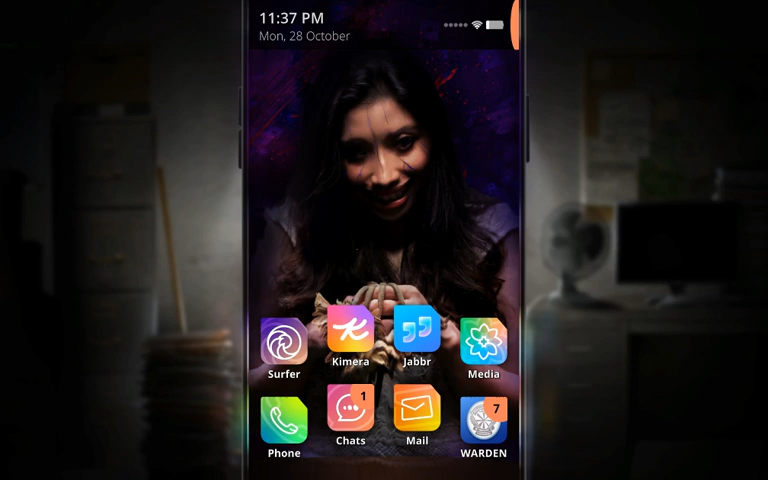 11:37 PM
Mon, 28 October
Surfer
Kimera
Jabbr
Media
1
7
Phone
Chats
Mail
WARDEN